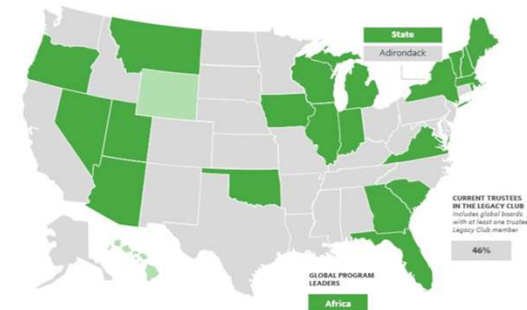 State
Adirondack
CURRENT TRUSTEES
IN THE LEGACY CLUB
Includes global boards
with at least one trustee
Legacy Club member
46%
GLOBAL PROGRAM
LEADERS
Africa